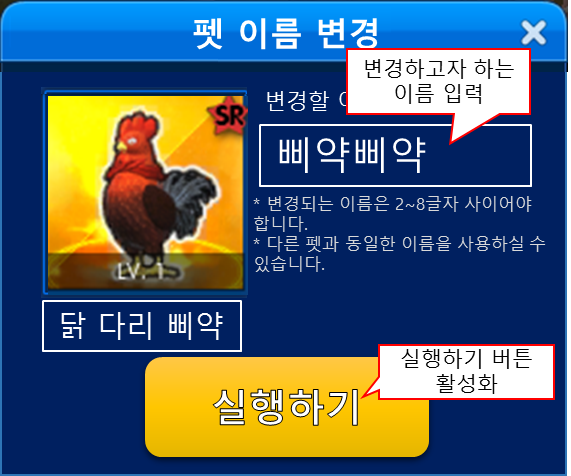 펫 이름 변경
변경하고자 하는
이름 입력
변경할
SR
삐약삐약
* 변경되는 이름은 2~8글자 사이어야
합니다.
* 다른 펫과 동일한 이름을 사용하실 수
있습니다.
LV. 1
닭 다리 삐약
실행하기 버튼
활성화
실행하기